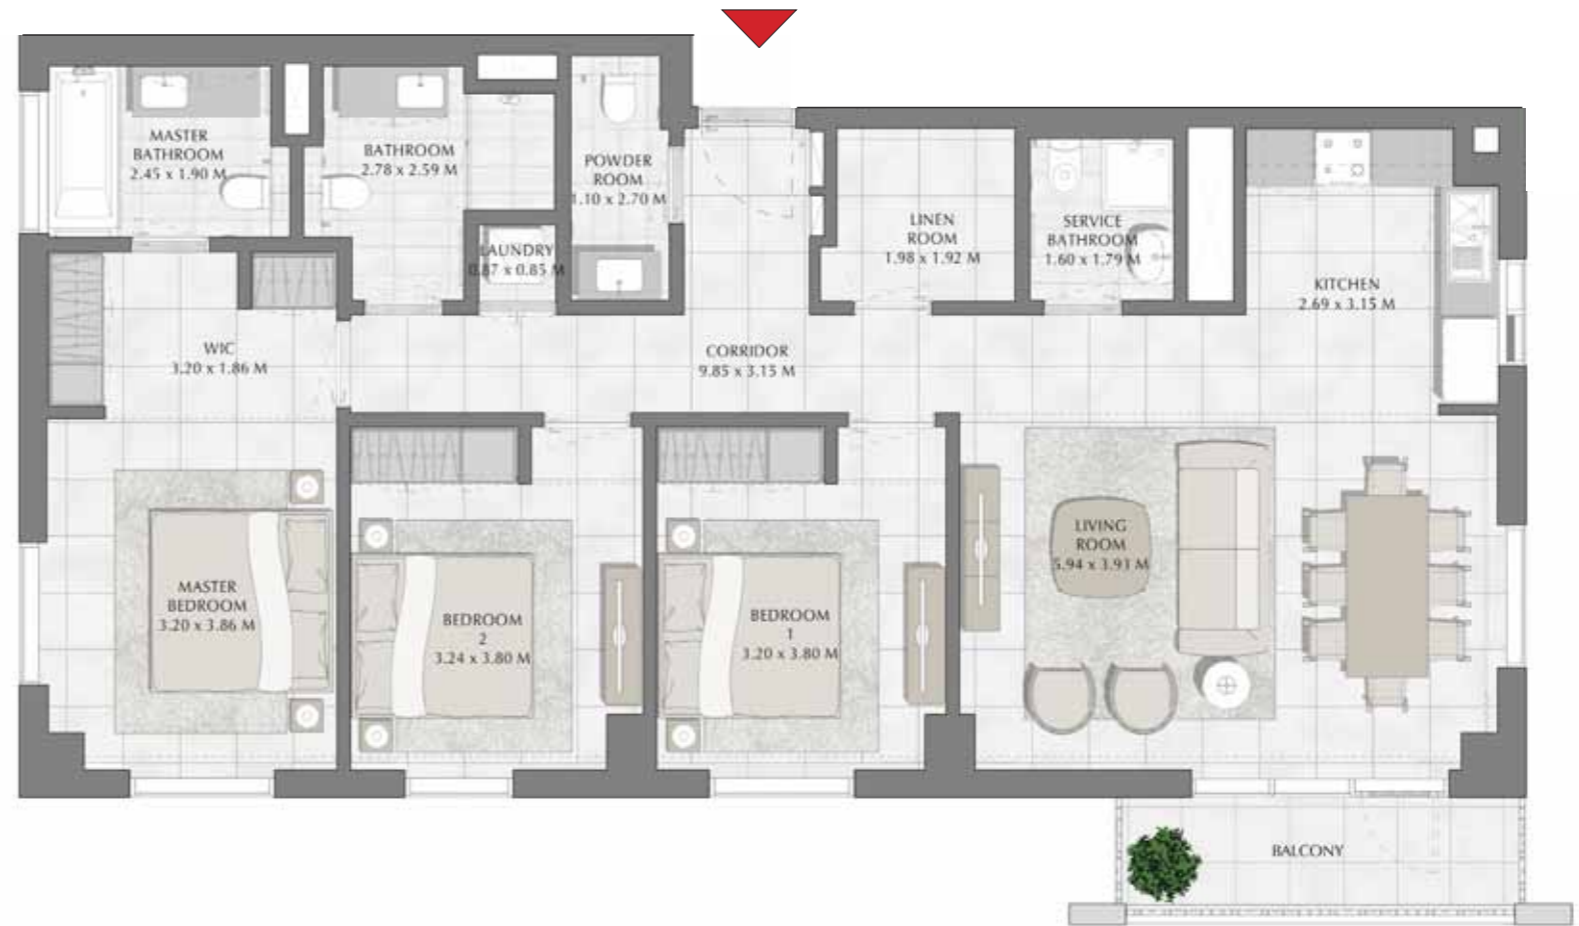 MASTER
BATHROOM
2.45 x 1.90 M
BATHROOM
2.78 x 2.59 M
POWDER
ROOM
1.10 x 2.70 M
LAUNDRY
0.87 x 0.85 M
LINEN
ROOM
1.98 x 1.92 M
SERVICE
BATHROOM
1.60 x 1.79 M
KITCHEN
2.69 x 3.15 M
WIC
3.20 x 1.86 M
CORRIDOR
9.85 x 3.15 M
MASTER
BEDROOM
3.20 x 3.86 M
BEDROOM
2
3.24 x 3.80 M
BEDROOM
1
3.20 x 3.80 M
LIVING
ROOM
5.94 x 3.91 M
BALCONY